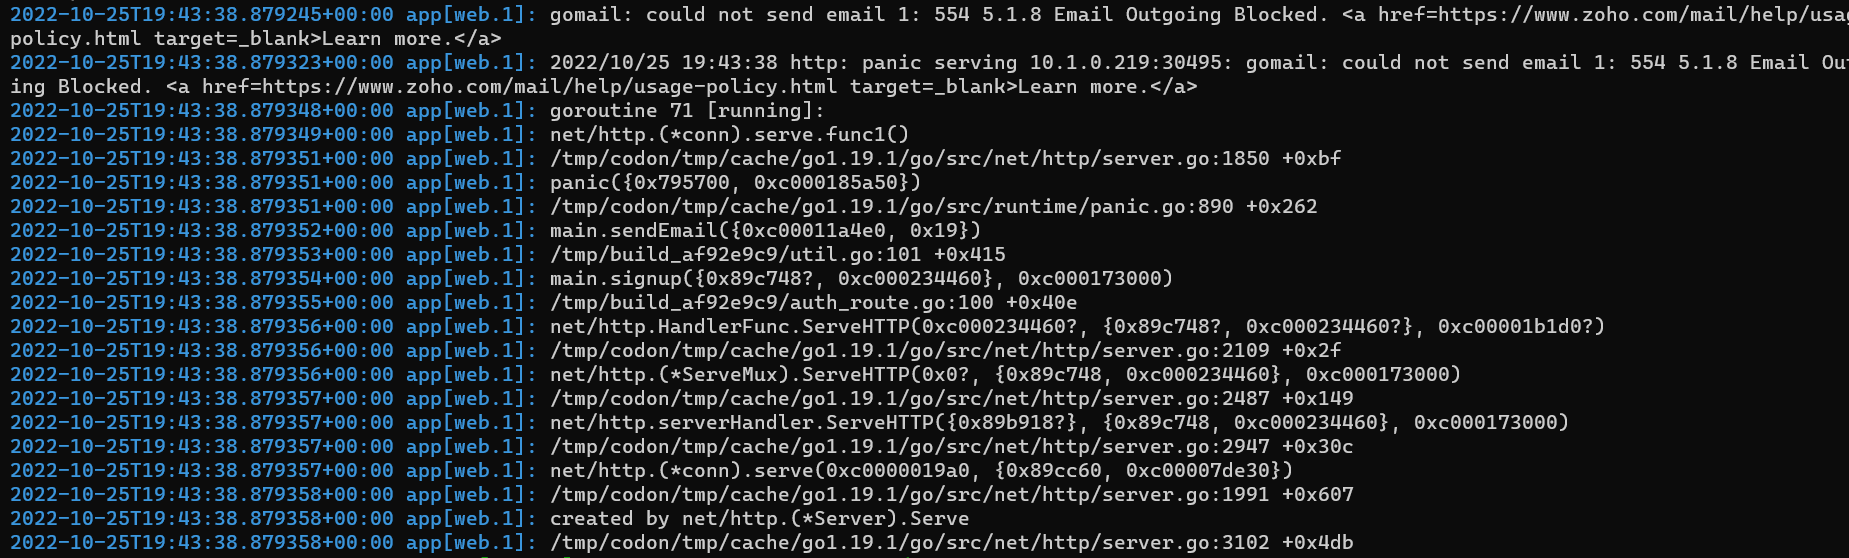 2022-10-25T19:43:38.879245+00:00 app[web.1]: gomail: could not send email 1: 554 5.1.8 Email Outgoing Blocked. <a href=https://www.zoho.com/mail/help/usag
policy.html target=_blank>Learn more.</a>
2022-10-25T19:43:38.879323+00:00 app[web.1]: 2022/10/25 19:43:38 http: panic serving 10.1.0.219:30495: gomail: could not send email 1: 554 5.1.8 Email Out
ing Blocked. <a href=https://www.zoho.com/mail/help/usage-policy.html target=_blank>Learn more.</a>
2022-10-25T19:43:38.879348+00:00 app[web.1]: goroutine 71 [running]:
2022-10-25T19:43:38.879349+00:00 app[web.1]: net/http.(*conn).serve.func1()
2022-10-25T19:43:38.879351+00:00 app[web.1]: /tmp/codon/tmp/cache/go1.19.1/go/src/net/http/server.go:1850 +0xbf
2022-10-25T19:43:38.879351+00:00 app[web.1]: panic({0x795700, 0xc000185a50})
2022-10-25T19:43:38.879351+00:00 app[web.1]: /tmp/codon/tmp/cache/go1.19.1/go/src/runtime/panic.go:890 +0x262
2022-10-25T19:43:38.879352+00:00 app[web.1]: main.sendEmail({0xc00011a4e0, 0x19})
2022-10-25T19:43:38.879353+00:00 app[web.1]: /tmp/build_af92e9c9/util.go:101 +0x415
2022-10-25T19:43:38.879354+00:00 app[web.1]: main.signup({0x89c748?, 0xc000234460}, 0xc000173000)
2022-10-25T19:43:38.879355+00:00 app[web.1]: /tmp/build_af92e9c9/auth_route.go:100 +0x40e
2022-10-25T19:43:38.879356+00:00 app[web.1]: net/http.HandlerFunc.ServeHTTP(0xc000234460?, {0x89c748?, 0xc000234460?}, 0xc00001b1d0?)
2022-10-25T19:43:38.879356+00:00 app[web.1]: /tmp/codon/tmp/cache/go1.19.1/go/src/net/http/server.go:2109 +0x2f
2022-10-25T19:43:38.879356+00:00 app[web.1]: net/http.(*ServeMux).ServeHTTP(0x0?, {0x89c748, 0xc000234460}, 0xc000173000)
2022-10-25T19:43:38.879357+00:00 app[web.1]: /tmp/codon/tmp/cache/go1.19.1/go/src/net/http/server.go:2487 +0x149
2022-10-25T19:43:38.879357+00:00 app[web.1]: net/http.serverHandler.ServeHTTP({0x89b918?}, {0x89c748, 0xc000234460}, 0xc000173000)
2022-10-25T19:43:38.879357+00:00 app[web.1]: /tmp/codon/tmp/cache/go1.19.1/go/src/net/http/server.go:2947 +0x30c
2022-10-25T19:43:38.879357+00:00 app[web.1]: net/http.(*conn).serve(0xc0000019a0, {0x89cc60, 0xc00007de30})
2022-10-25T19:43:38.879358+00:00 app[web.1]: /tmp/codon/tmp/cache/go1.19.1/go/src/net/http/server.go:1991 +0x607
2022-10-25T19:43:38.879358+00:00 app[web.1]: created by net/http.(*Server).Serve
2022-10-25T19:43:38.879358+00:00 app[web.1]: /tmp/codon/tmp/cache/go1.19.1/go/src/net/http/server.go:3102 +0x4db